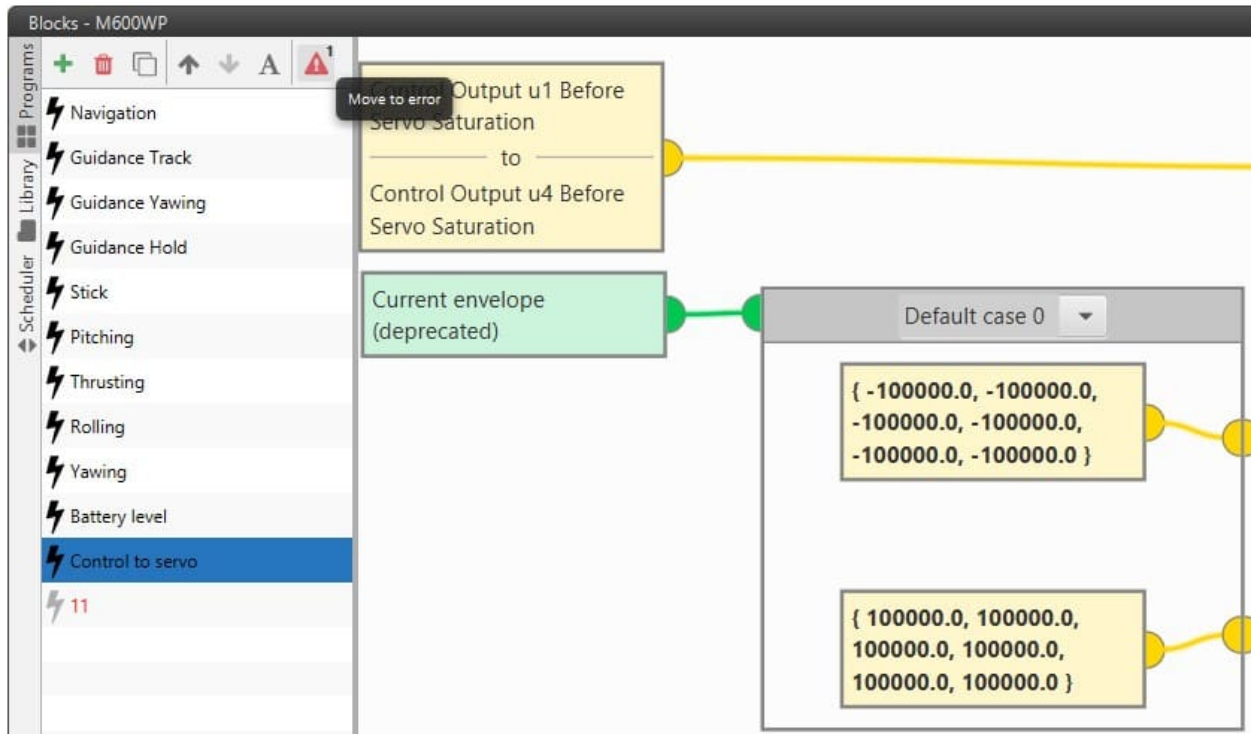 Blocks - M600WP
Programs
Library
Scheduler
A
1
Move to error
Navigation
Guidance Track
Guidance Yawing
Guidance Hold
Stick
Pitching
Thrusting
Rolling
Yawing
Battery level
Control to servo
11
Control Output u1 Before
Servo Saturation
to
Control Output u4 Before
Servo Saturation
Current envelope
(deprecated)
Default case 0
{ -100000.0, -100000.0,
-100000.0, -100000.0,
-100000.0, -100000.0 }
{ 100000.0, 100000.0,
100000.0, 100000.0,
100000.0, 100000.0 }